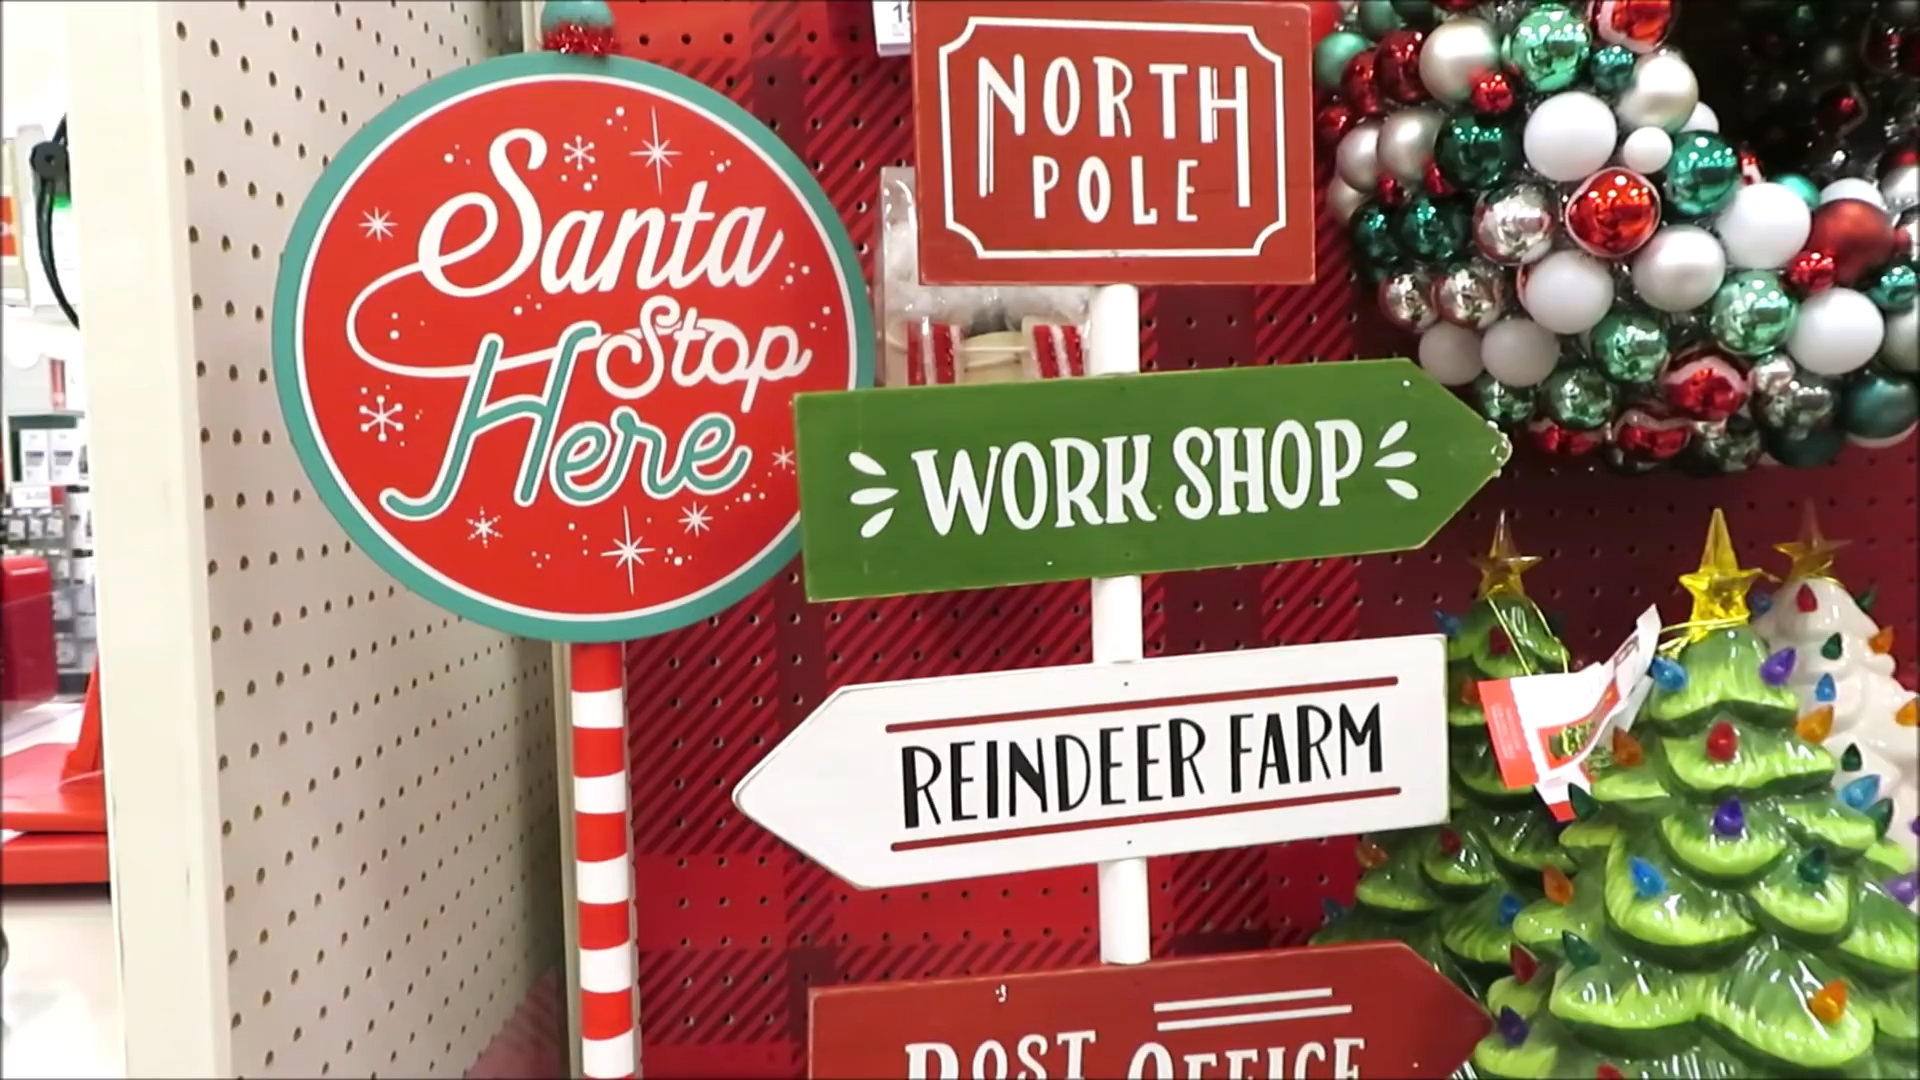 Santa
Stop
Here
NORTH
POLE
WORK SHOP
REINDEER FARM
POST OFFICE